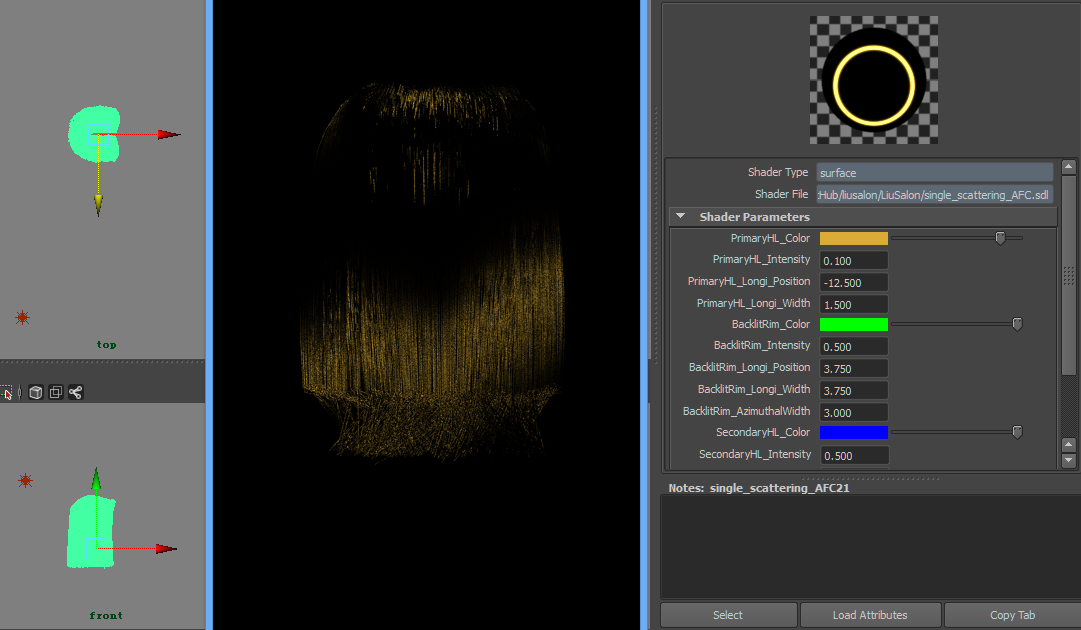 top
front
Shader Type surface
Shader File :Hub/liusalon/LiuSalon/single_scattering_AFC.sdl
Shader Parameters
PrimaryHL_Color
PrimaryHL_Intensity 0.100
PrimaryHL_Longi_Position -12.500
PrimaryHL_Longi_Width 1.500
BacklitRim_Color
BacklitRim_Intensity 0.500
BacklitRim_Longi_Position 3.750
BacklitRim_Longi_Width 3.750
BacklitRim_AzimuthalWidth 3.000
SecondaryHL_Color
SecondaryHL_Intensity 0.500
Notes: single_scattering_AFC21
Select Load Attributes Copy Tab